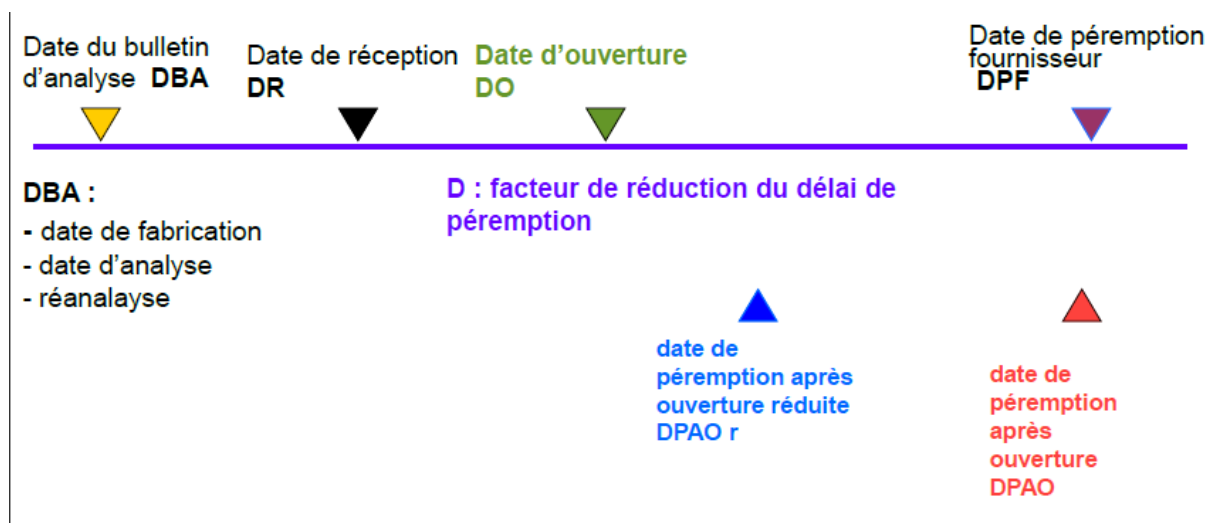 Date du bulletin
d'analyse DBA
Date de réception
DR
Date d'ouverture
DO
Date de péremption
fournisseur
DPF
DBA :
- date de fabrication
- date d'analyse
- réanalayse
D : facteur de réduction du délai de
péremption
date de
péremption après
ouverture réduite
DPAO r
date de
péremption
après
ouverture
DPAO